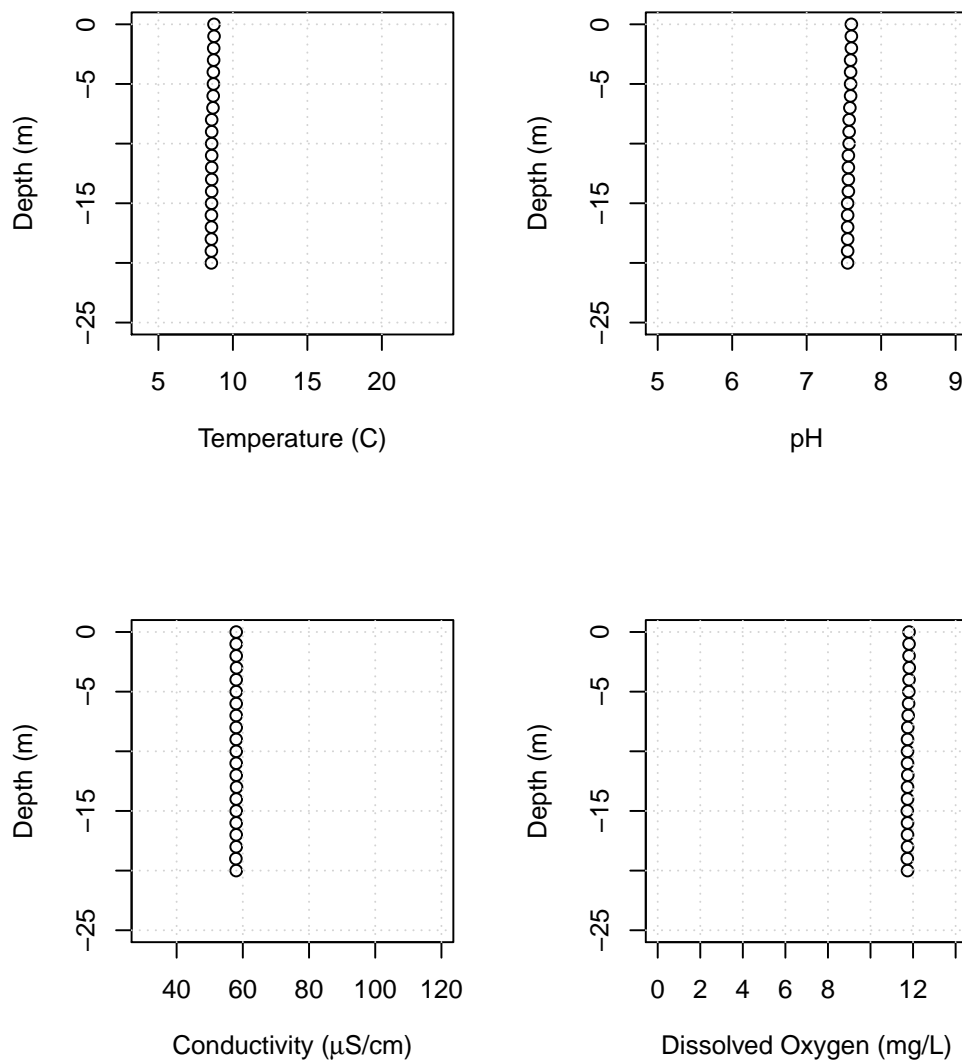 0
−5
−15
−25
Depth (m)
5 10 15 20
Temperature (C)
0
−5
−15
−25
Depth (m)
5 6 7 8 9
pH
0
−5
−15
−25
Depth (m)
40 60 80 100 120
Conductivity (μS/cm)
0
−5
−15
−25
Depth (m)
0 2 4 6 8 12
Dissolved Oxygen (mg/L)